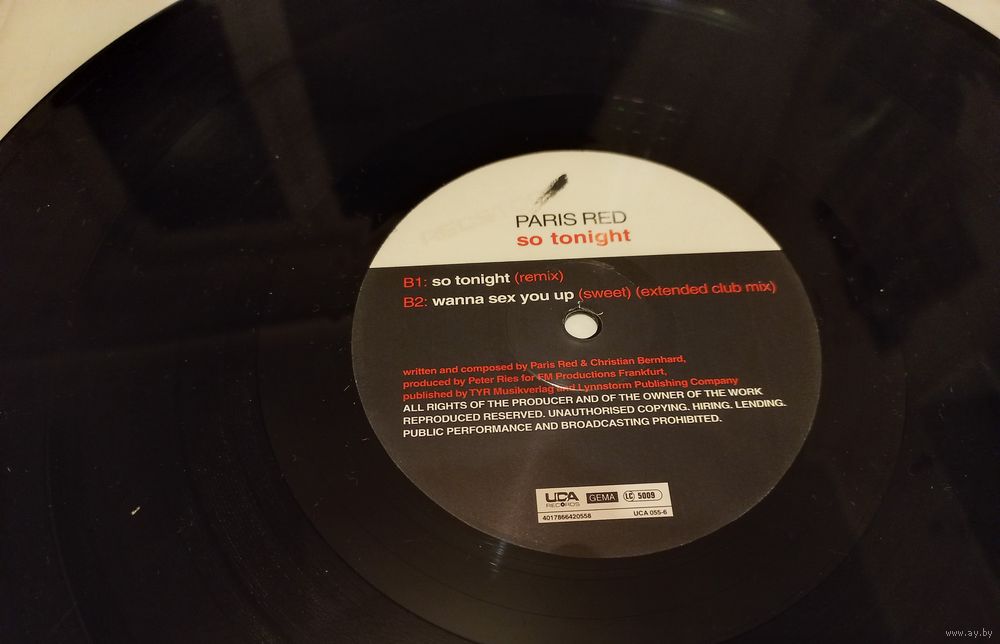 PARIS RED
so tonight
B1: so tonight (remix)
B2: wanna sex you up (sweet) (extended club mix)
written and composed by Paris Red & Christian Bernhard,
produced by Peter Ries for FM Productions Frankfurt,
published by TYR Musikverlag and Lynnstorm Publishing Company
ALL RIGHTS OF THE PRODUCER AND OF THE OWNER OF THE WORK
REPRODUCED RESERVED. UNAUTHORISED COPYING. HIRING. LENDING.
PUBLIC PERFORMANCE AND BROADCASTING PROHIBITED.
UCA RECORDS GEMA LC 5009
4017866420558 UCA 055-6
www.ay.by